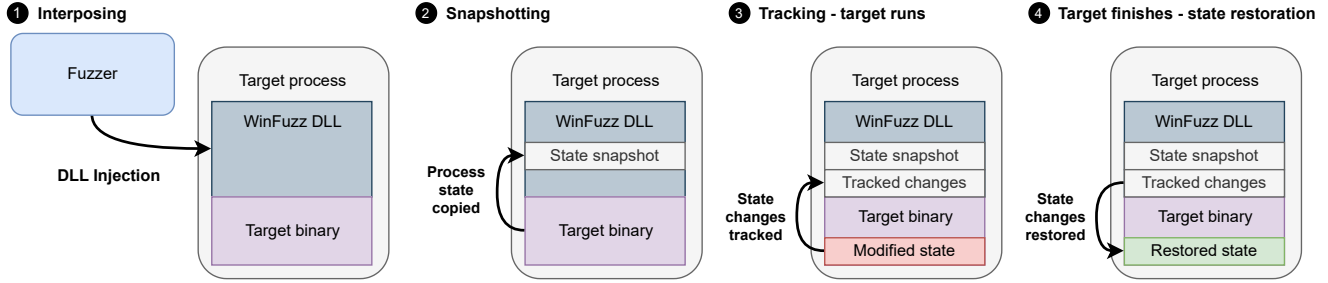 1 Interposing
Fuzzer
DLL Injection
Target process
WinFuzz DLL
Target binary
2 Snapshotting
Target process
WinFuzz DLL
State snapshot
Process
state
copied
Target binary
3 Tracking - target runs
Target process
WinFuzz DLL
State snapshot
Tracked changes
State
changes
tracked
Target binary
Modified state
4 Target finishes - state restoration
Target process
WinFuzz DLL
State snapshot
Tracked changes
State
changes
restored
Target binary
Restored state